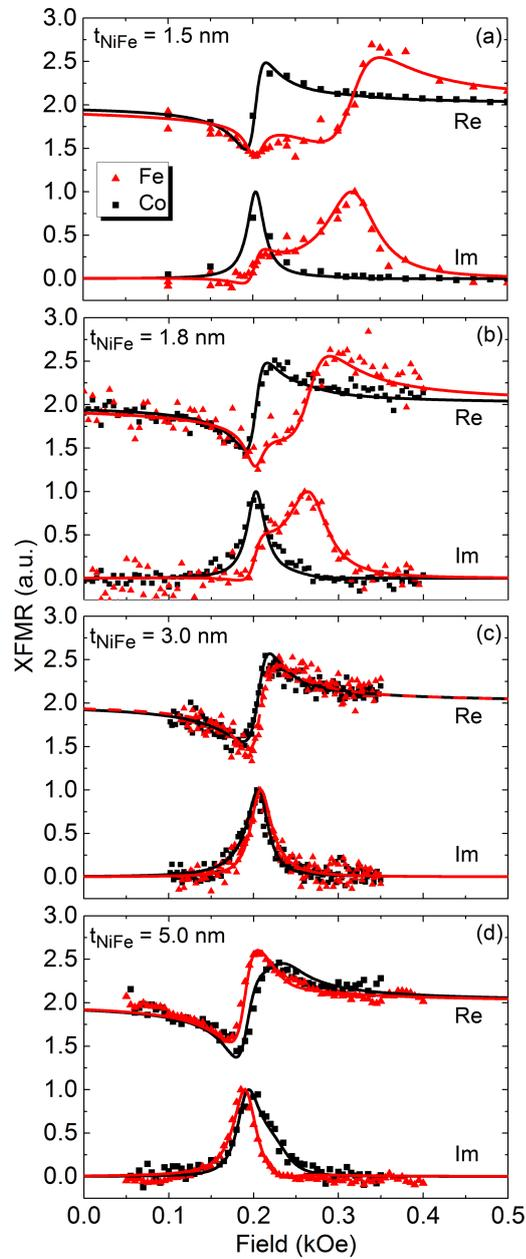 3.0
t_NiFe = 1.5 nm
(a)
2.5
2.0
Re
1.5
Fe
Co
1.0
0.5
Im
0.0
3.0
t_NiFe = 1.8 nm
(b)
2.5
2.0
Re
1.5
1.0
0.5
Im
0.0
XFMR (a.u.)
3.0
t_NiFe = 3.0 nm
(c)
2.5
2.0
Re
1.5
1.0
0.5
Im
0.0
3.0
t_NiFe = 5.0 nm
(d)
2.5
2.0
Re
1.5
1.0
0.5
Im
0.0
0.0 0.1 0.2 0.3 0.4 0.5
Field (kOe)